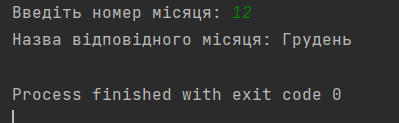 Введіть номер місяця: 12
Назва відповідного місяця: Грудень
Process finished with exit code 0